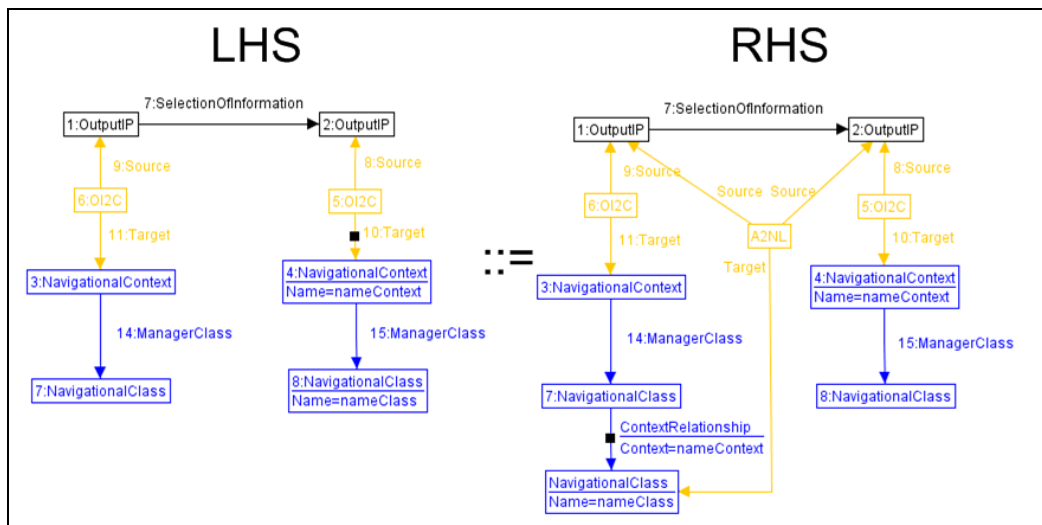 LHS
7:SelectionOfInformation
1:OutputIP
2:OutputIP
9:Source
8:Source
6:OI2C
5:OI2C
11:Target
10:Target
3:NavigationalContext
4:NavigationalContext
Name=nameContext
14:ManagerClass
15:ManagerClass
7:NavigationalClass
8:NavigationalClass
Name=nameClass
::=
RHS
7:SelectionOfInformation
1:OutputIP
2:OutputIP
9:Source
Source
Source
8:Source
6:OI2C
A2NL
5:OI2C
11:Target
Target
10:Target
3:NavigationalContext
4:NavigationalContext
Name=nameContext
14:ManagerClass
15:ManagerClass
7:NavigationalClass
8:NavigationalClass
ContextRelationship
Context=nameContext
NavigationalClass
Name=nameClass